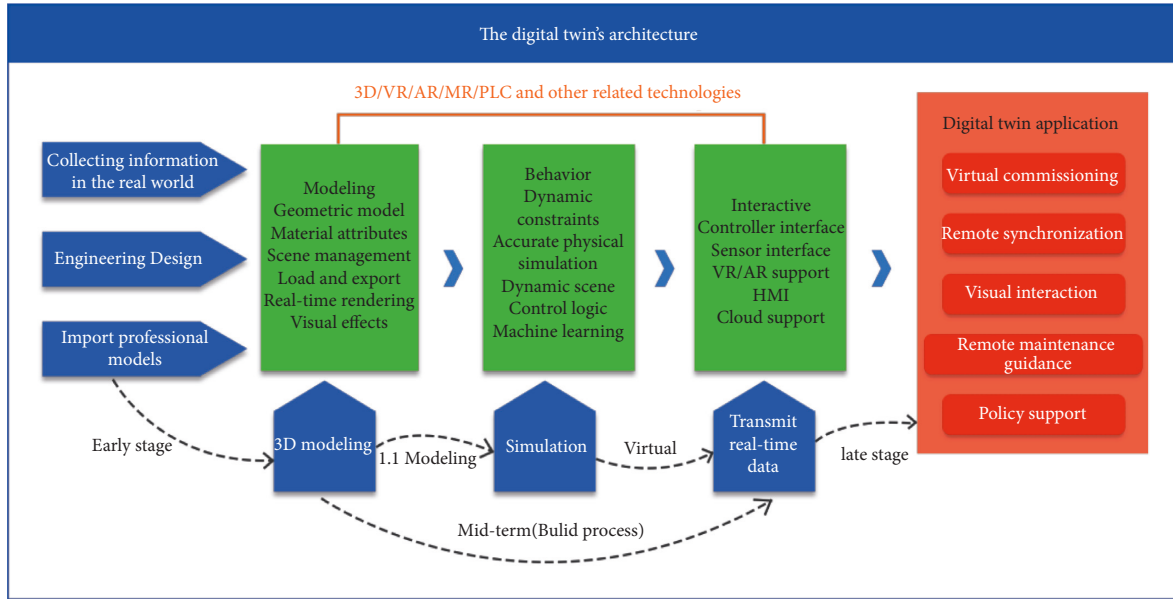 The digital twin's architecture
3D/VR/AR/MR/PLC and other related technologies
Collecting information
in the real world
Engineering Design
Import professional
models
Modeling
Geometric model
Material attributes
Scene management
Load and export
Real-time rendering
Visual effects
Behavior
Dynamic
constraints
Accurate physical
simulation
Dynamic scene
Control logic
Machine learning
Interactive
Controller interface
Sensor interface
VR/AR support
HMI
Cloud support
Digital twin application
Virtual commissioning
Remote synchronization
Visual interaction
Remote maintenance
guidance
Policy support
Early stage
3D modeling
1.1 Modeling
Simulation
Virtual
Transmit
real-time
data
late stage
Mid-term(Bulid process)